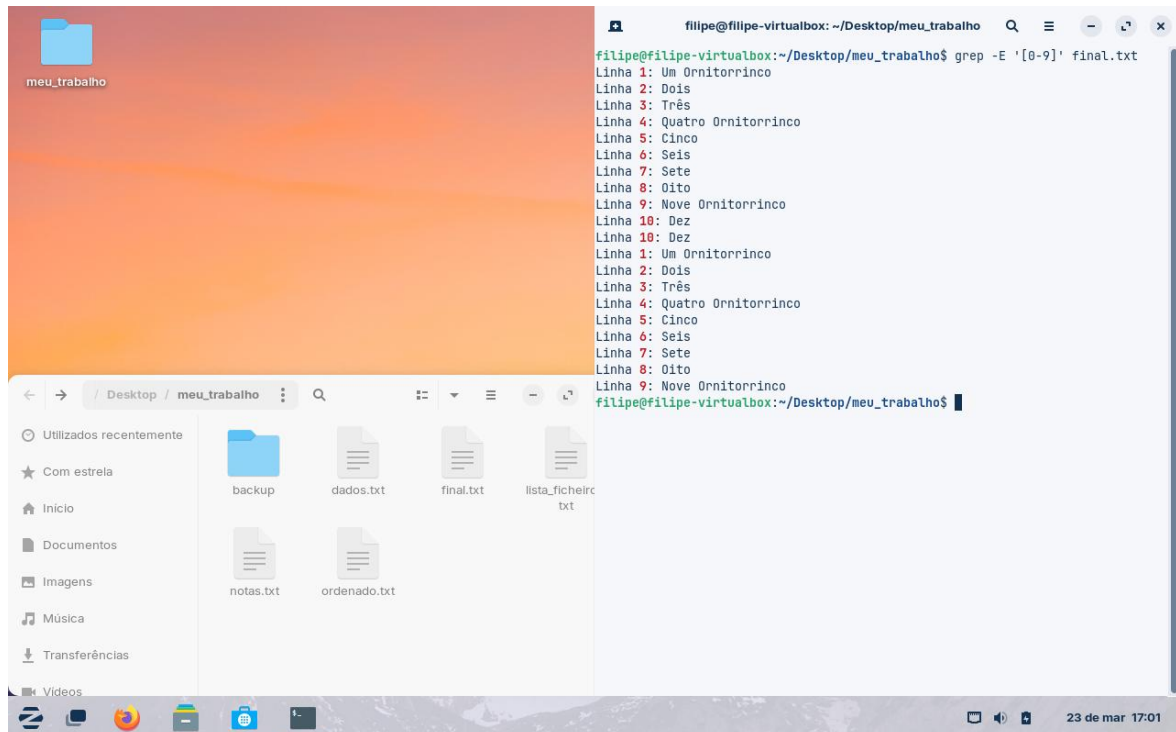 meu_trabalho
filipe@filipe-virtualbox: ~/Desktop/meu_trabalho
filipe@filipe-virtualbox:~/Desktop/meu_trabalho$ grep -E '[0-9]' final.txt
Linha 1: Um Ornitorrinco
Linha 2: Dois
Linha 3: Três
Linha 4: Quatro Ornitorrinco
Linha 5: Cinco
Linha 6: Seis
Linha 7: Sete
Linha 8: Oito
Linha 9: Nove Ornitorrinco
Linha 10: Dez
Linha 10: Dez
Linha 1: Um Ornitorrinco
Linha 2: Dois
Linha 3: Três
Linha 4: Quatro Ornitorrinco
Linha 5: Cinco
Linha 6: Seis
Linha 7: Sete
Linha 8: Oito
Linha 9: Nove Ornitorrinco
filipe@filipe-virtualbox:~/Desktop/meu_trabalho$
/ Desktop / meu_trabalho
Utilizados recentemente
Com estrela
Início
Documentos
Imagens
Música
Transferências
Vídeos
backup
dados.txt
final.txt
lista_ficheiro
txt
notas.txt
ordenado.txt
23 de mar 17:01